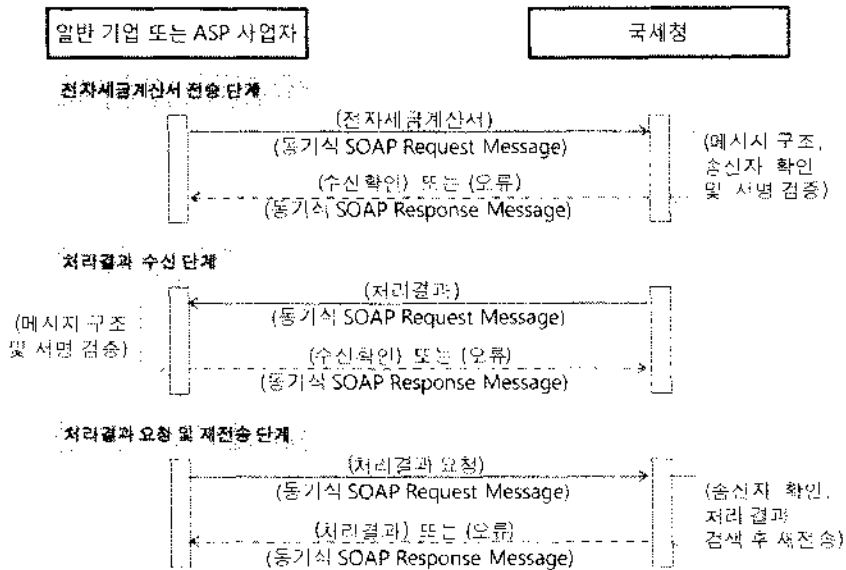 일반 기업 또는 ASP 사업자
국세청
전자세금계산서 전송 단계
(전자세금계산서)
(동기식 SOAP Request Message)
(메시지 구조,
송신자 확인
및 서명 검증)
(수신확인) 또는 (오류)
(동기식 SOAP Response Message)
처리결과 수신 단계
(처리결과)
(동기식 SOAP Request Message)
(메시지 구조
및 서명 검증)
(수신확인) 또는 (오류)
(동기식 SOAP Response Message)
처리결과 요청 및 재전송 단계
(처리결과 요청)
(동기식 SOAP Request Message)
(송신자 확인,
처리 결과
검색 후 재전송)
(처리결과) 또는 (오류)
(동기식 SOAP Response Message)